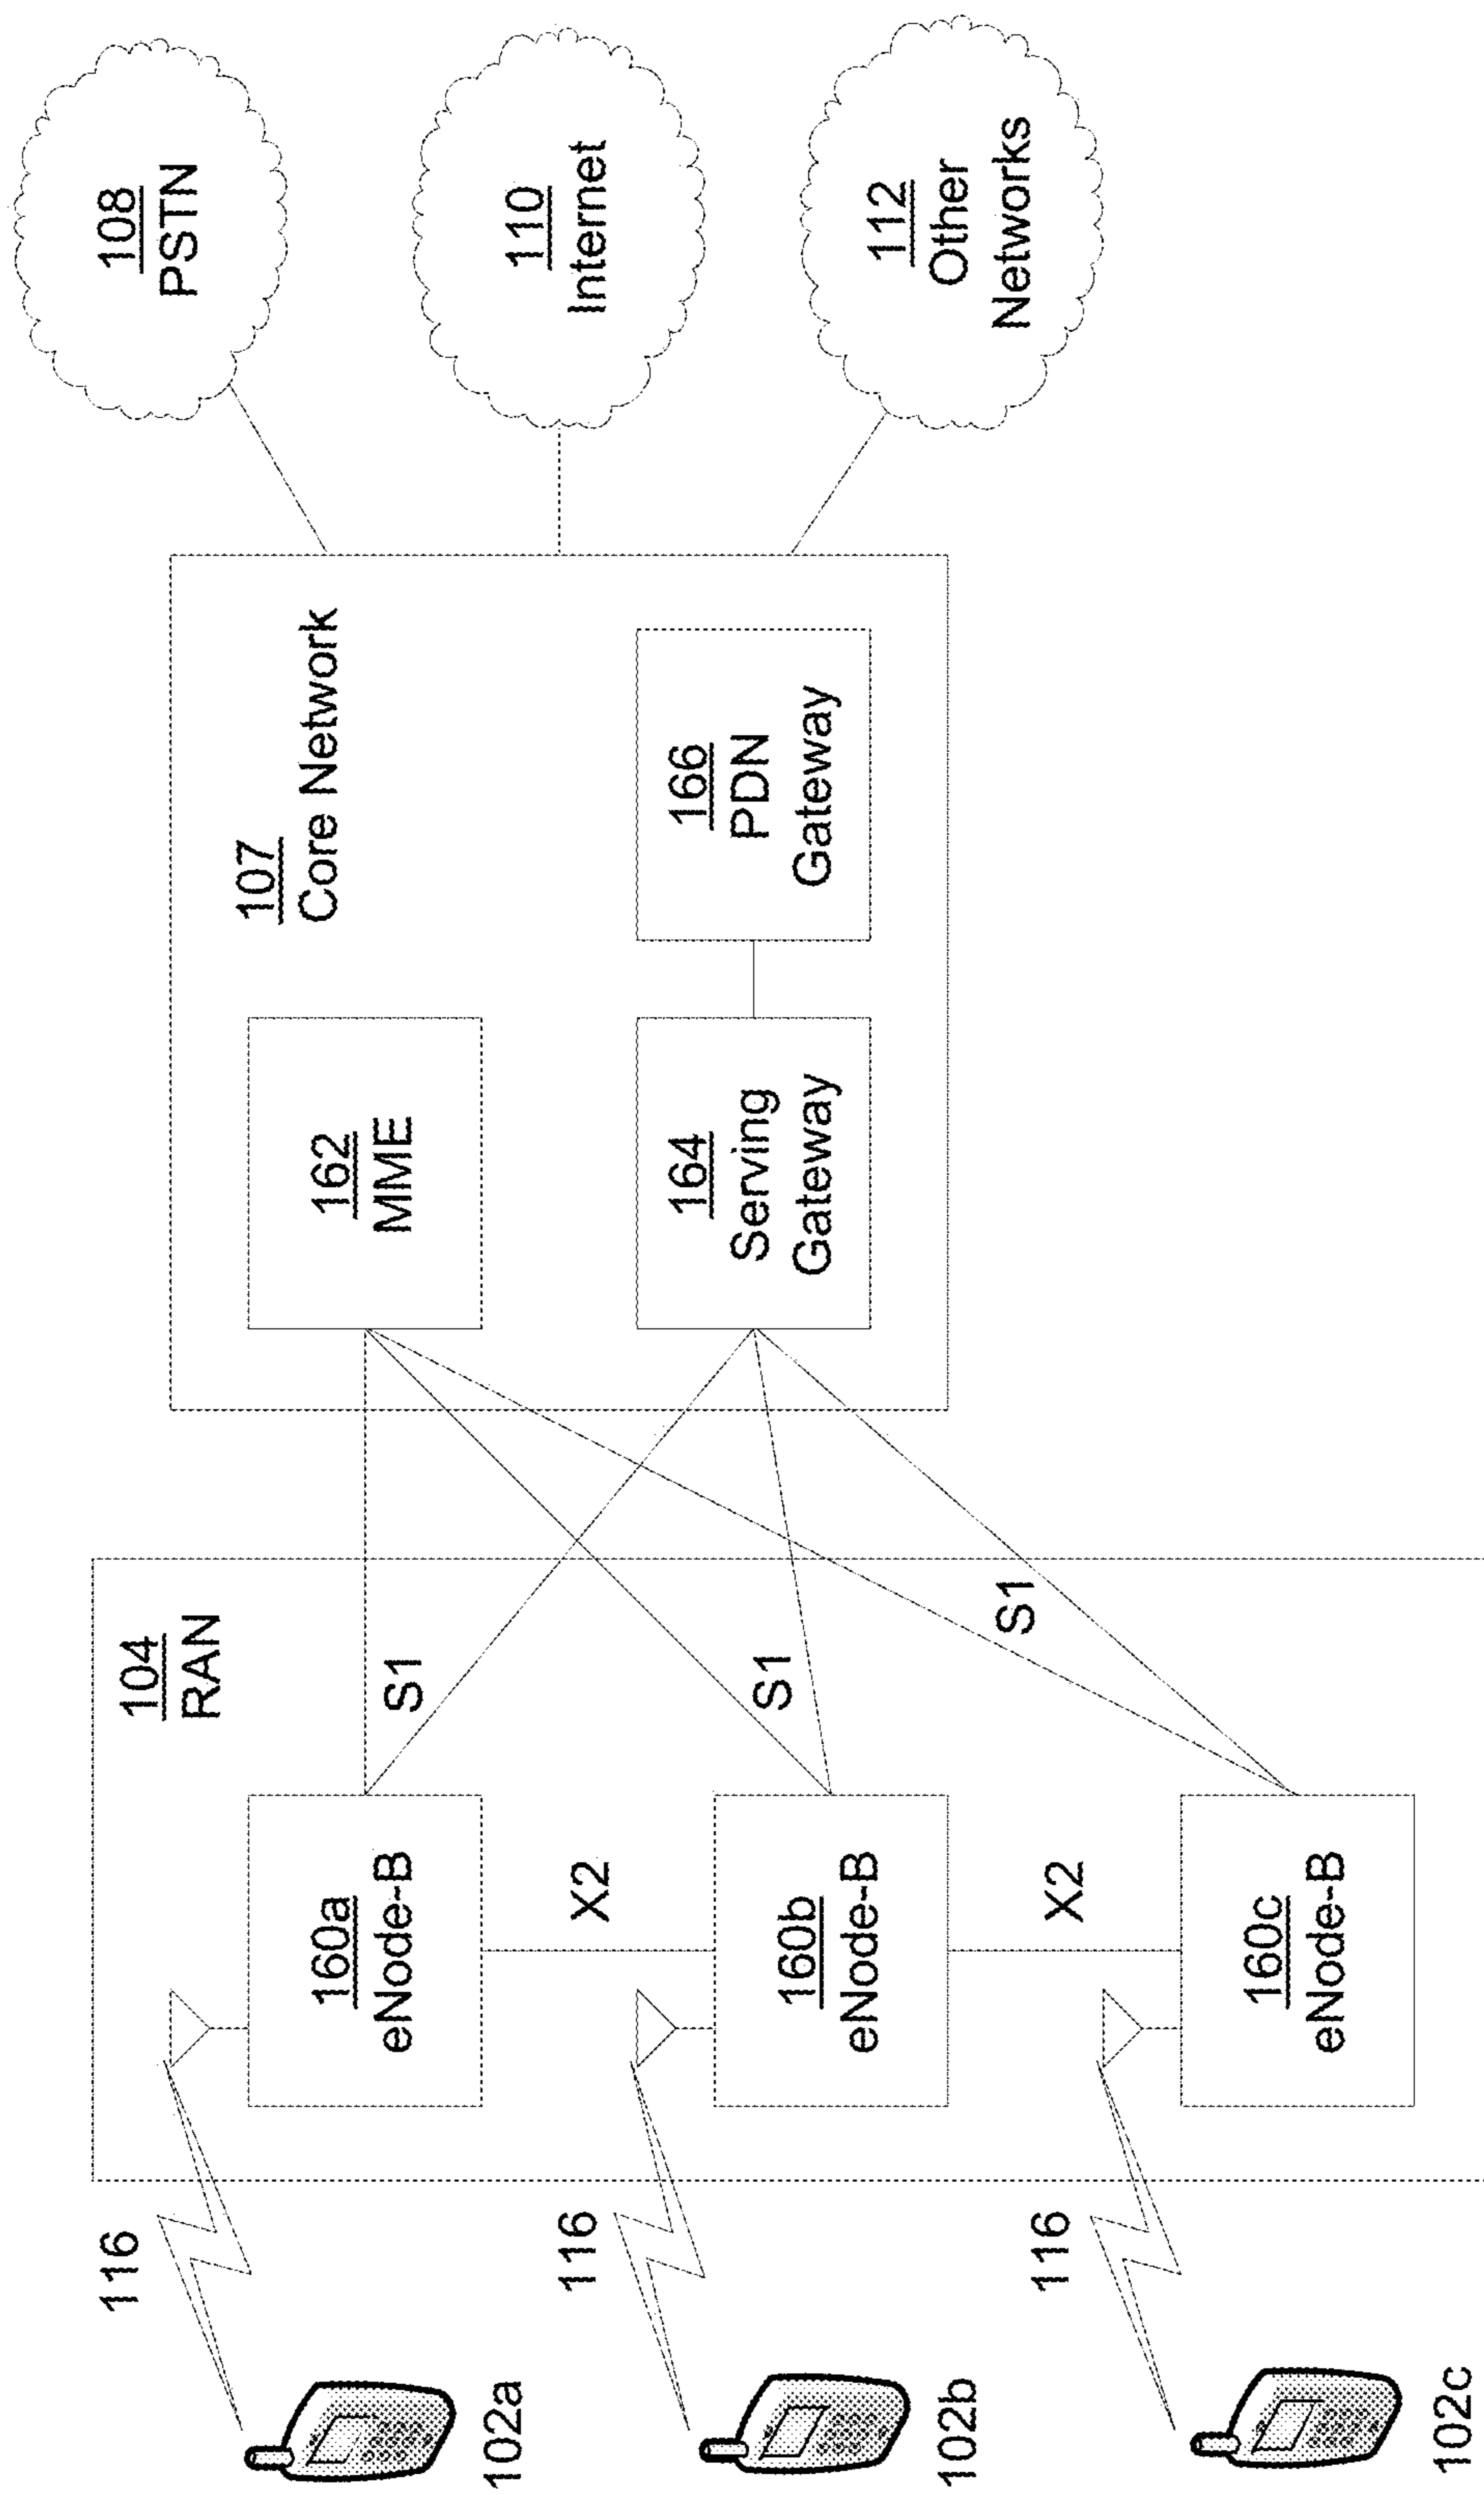 116
102a
116
102b
116
102c
104
RAN
160a
eNode-B
X2
160b
eNode-B
X2
160c
eNode-B
S1
S1
S1
107
Core Network
162
MME
164
Serving
Gateway
166
PDN
Gateway
108
PSTN
110
Internet
112
Other
Networks